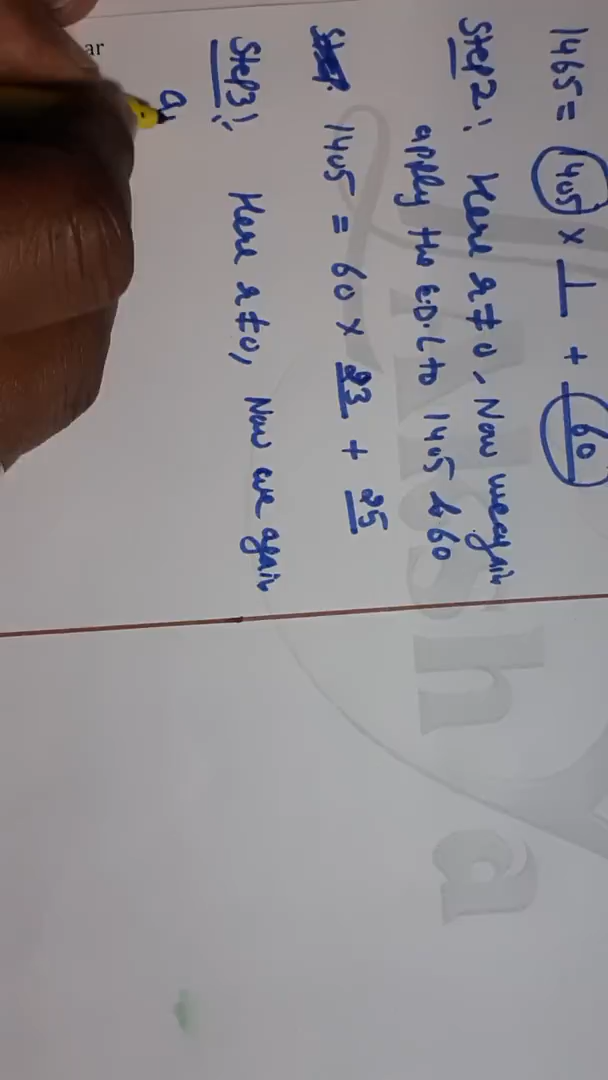 1465 = 1405 × 1 + 60
Step2: Here r ≠ 0, Now we again
apply the E.D.L to 1405 & 60
1405 = 60 × 23 + 25
Step3: Here r ≠ 0, Now we again
a
ar